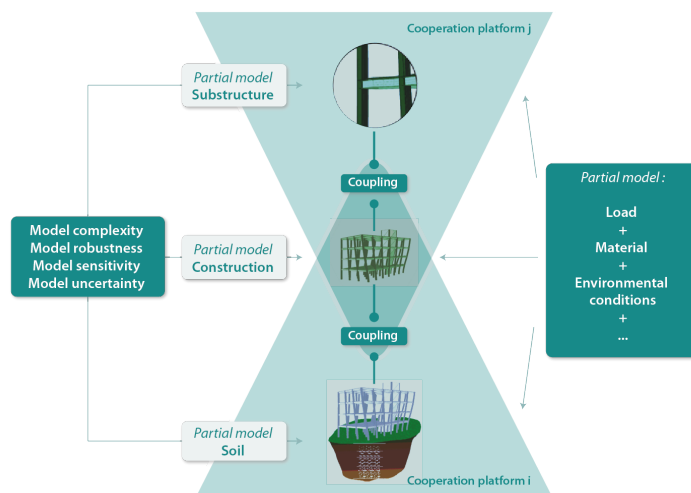 Cooperation platform j
Partial model
Substructure
Coupling
Partial model :
Load
+
Material
+
Environmental
conditions
+
...
Model complexity
Model robustness
Model sensitivity
Model uncertainty
Partial model
Construction
Coupling
Partial model
Soil
Cooperation platform i